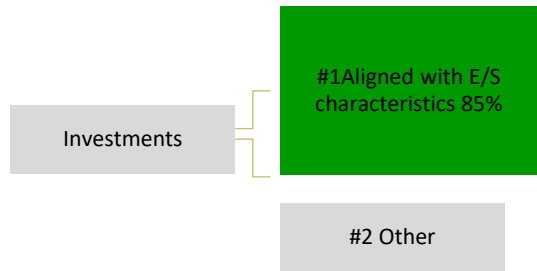 #1Aligned with E/S
characteristics 85%
Investments
#2 Other